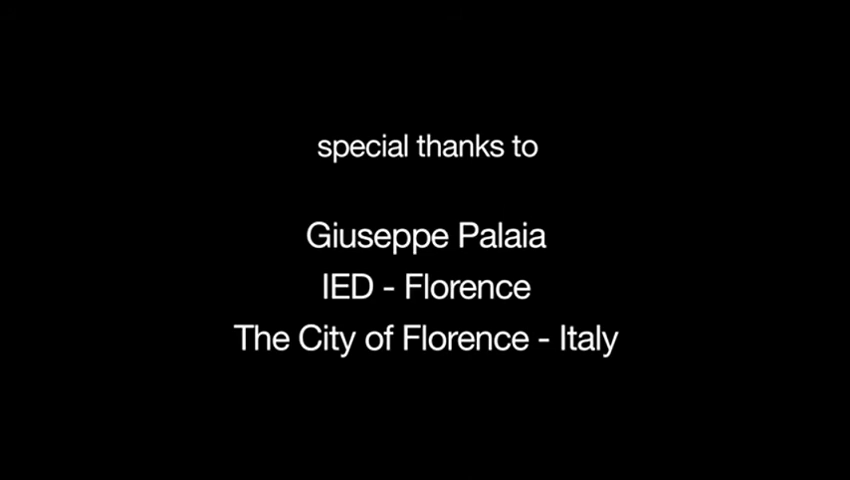 special thanks to
Giuseppe Palaia
IED - Florence
The City of Florence - Italy